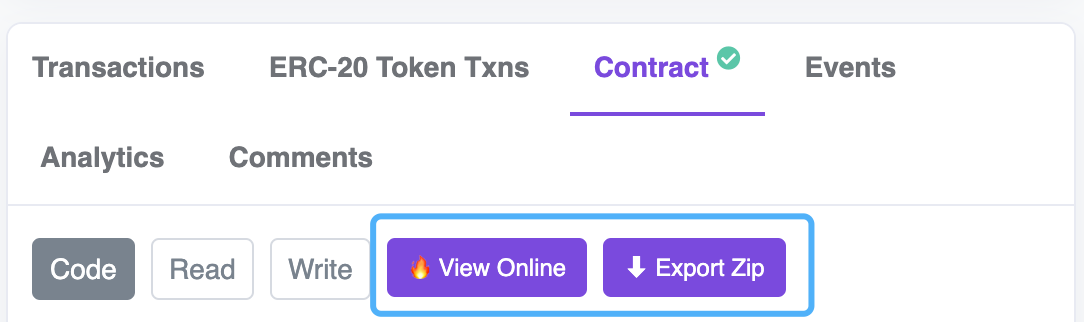 Transactions ERC-20 Token Txns Contract Events
Analytics Comments
Code Read Write 🔥 View Online ⬇ Export Zip